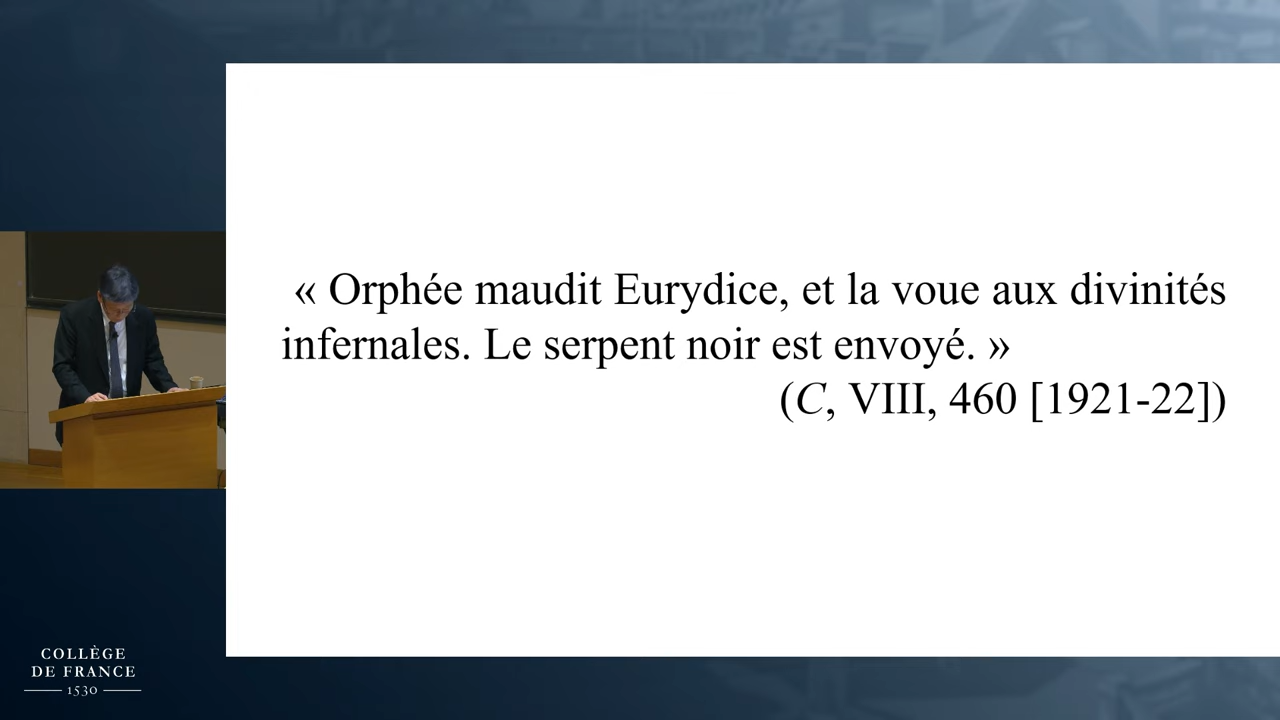 « Orphée maudit Eurydice, et la voue aux divinités
infernales. Le serpent noir est envoyé. »
(C, VIII, 460 [1921-22])
COLLÈGE
DE FRANCE
1530